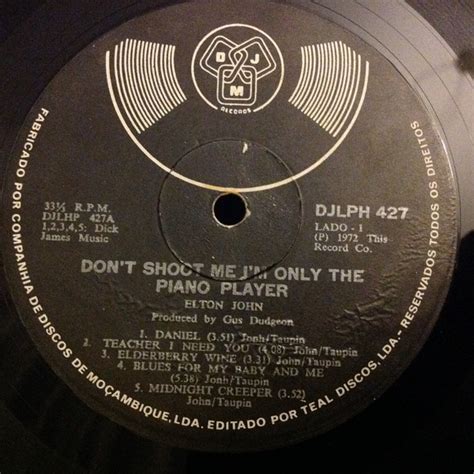 DJM
RECORDS
33⅓ R.P.M.
DJLHP 427A
1,2,3,4,5: Dick
James Music
DJLPH 427
LADO - 1
(P) 1972 This
Record Co.
DON'T SHOOT ME I'M ONLY THE
PIANO PLAYER
ELTON JOHN
Produced by Gus Dudgeon
1. DANIEL (3.51) Jonh/Taupin
2. TEACHER I NEED YOU (4.08) John/Taupin
3. ELDERBERRY WINE (3.31) John/Taupin
4. BLUES FOR MY BABY AND ME
(5.38) Jonh/Taupin
5. MIDNIGHT CREEPER (3.52)
John/Taupin
FABRICADO POR COMPANHIA DE DISCOS DE MOÇAMBIQUE, LDA. EDITADO POR TEAL DISCOS, LDA. - RESERVADOS TODOS OS DIREITOS